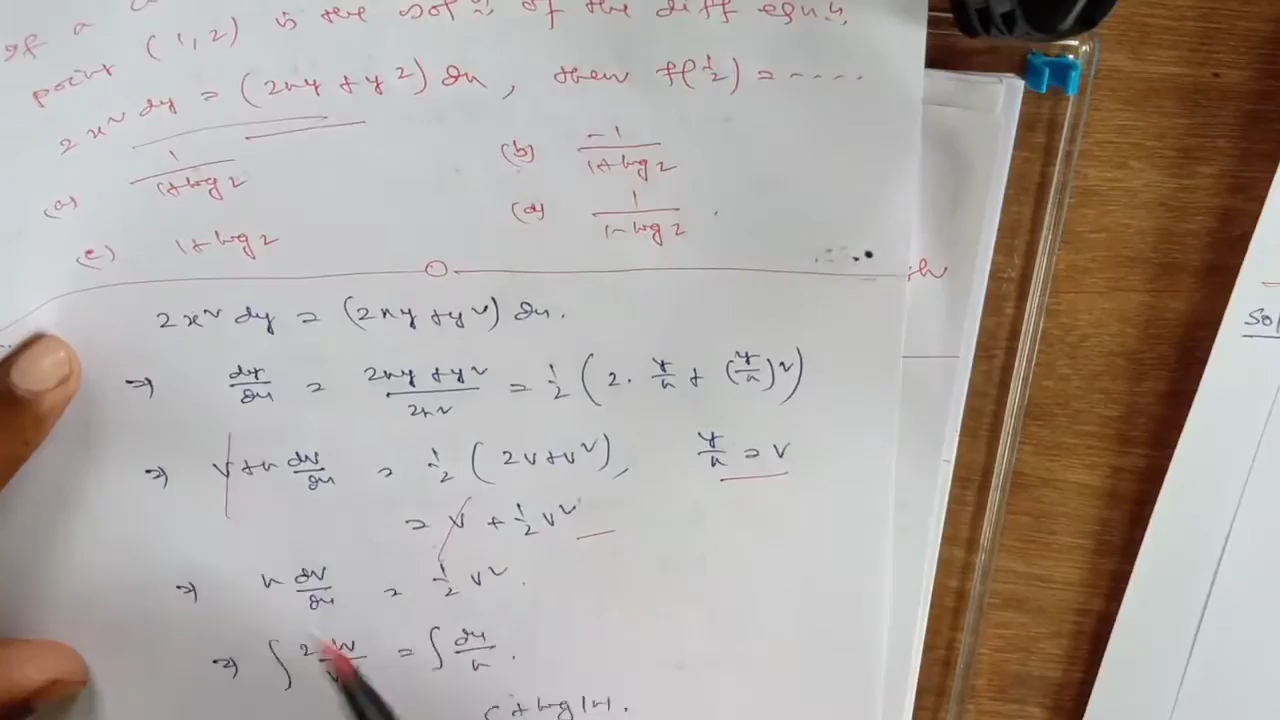 If a
point (1,2) is the soln of the diff equn,
2x² dy = (2xy + y²) dx, then f(1/2) = ----
(a) 1/(1+log 2) (b) -1/(1+log 2)
(c) 1+log 2 (d) 1/(1-log 2).
2x² dy = (2xy + y²) dx.
⇒ dy/dx = (2xy + y²)/2x² = 1/2 (2 · y/x + (y/x)²)
⇒ v + x dv/dx = 1/2 (2v + v²), y/x = v
= v + 1/2 v²
⇒ x dv/dx = 1/2 v².
⇒ ∫ 2 dv = ∫ dx/x.
C + log |x|.
Sol